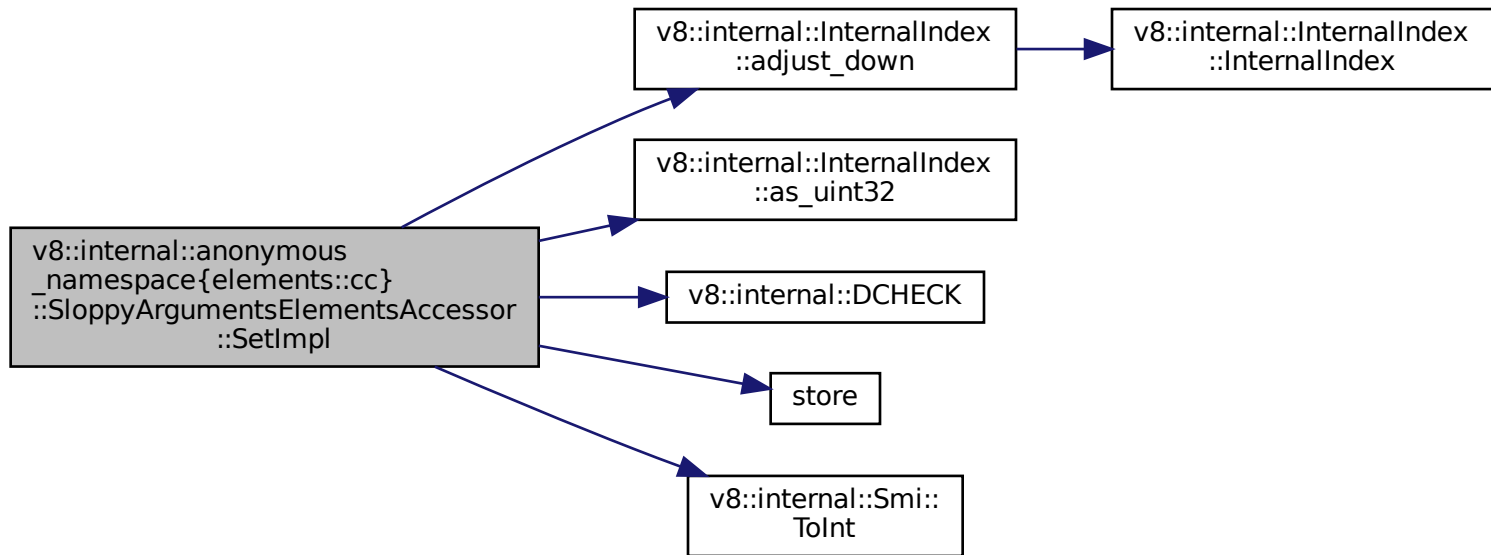 v8::internal::InternalIndex
::adjust_down
v8::internal::InternalIndex
::InternalIndex
v8::internal::InternalIndex
::as_uint32
v8::internal::anonymous
_namespace{elements::cc}
::SloppyArgumentsElementsAccessor
::SetImpl
v8::internal::DCHECK
store
v8::internal::Smi::
ToInt